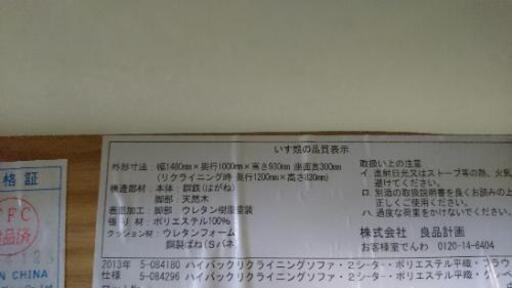 いす類の品質表示
外形寸法：幅1480mm×奥行1000mm×高さ930mm 座面高300mm
(リクライニング時 奥行1200mm×高さ830mm)
構造部材：本体：鋼鉄(はがね)
脚部：天然木
表面加工：脚部：ウレタン樹脂塗装
張り材：ポリエステル100%
クッション材：ウレタンフォーム
鋼製ばね(Sバネ)
取扱い上の注意
イ．直射日光又はストーブ等の熱、火気
避けてください。
ロ．別途の取扱説明書を良くお読みの上
正しくご使用ください。
ハ．過度な荷重をかけないでください
株式会社 良品計画
お客様室でんわ 0120-14-6404
2013年 5-084180 ハイバックリクライニングソファ・2シーター・ポリエステル平織・ブラウ
仕様 5-084296 ハイバックリクライニングソファ・2シーター・ポリエステル平織・
格証
FC
品済
N CHINA